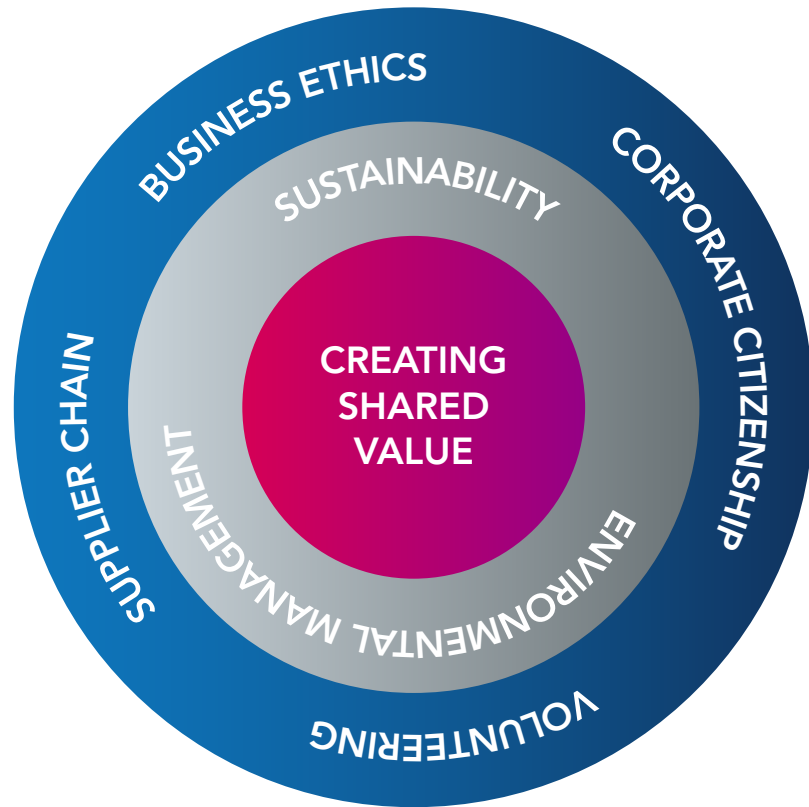 BUSINESS ETHICS
CORPORATE CITIZENSHIP
VOLUNTEERING
SUPPLIER CHAIN
SUSTAINABILITY
ENVIRONMENTAL MANAGEMENT
CREATING
SHARED
VALUE